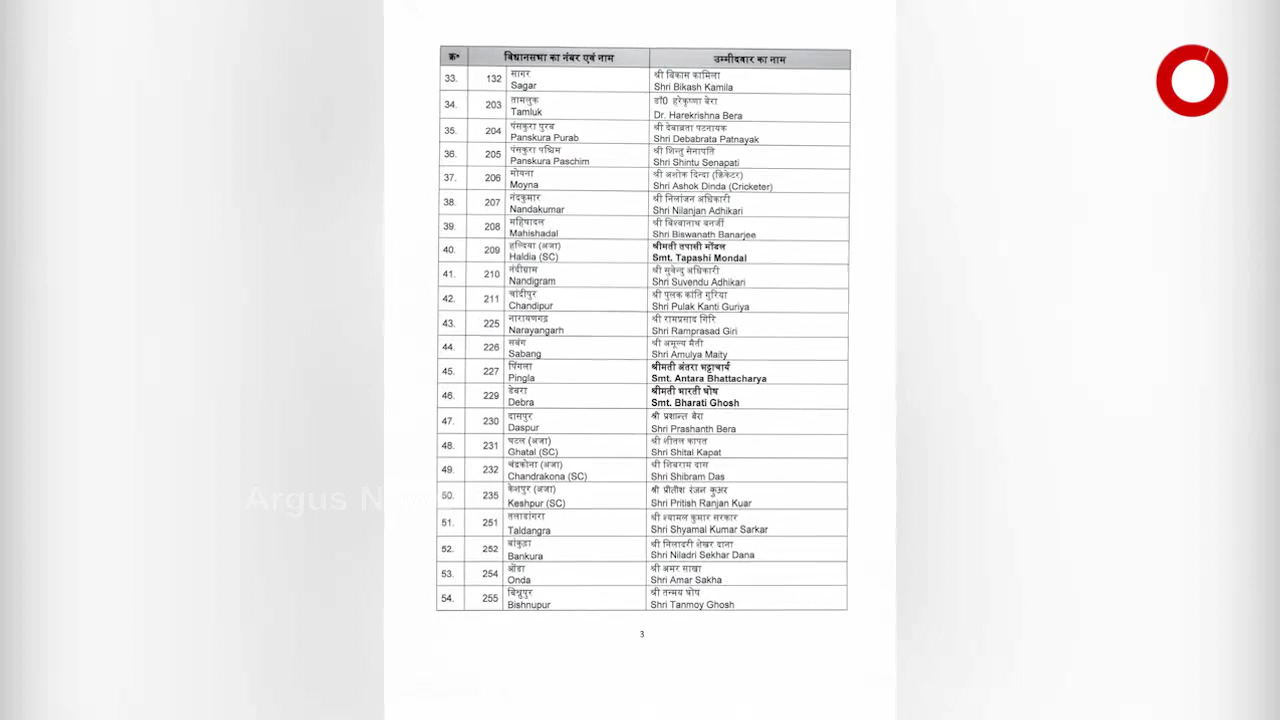 क्र० विधानसभा का नंबर एवं नाम उम्मीदवार का नाम
33. 132 सागर श्री विकास कामिला
Sagar Shri Bikash Kamila
34. 203 तामलुक डॉ0 हरेकृष्णा बेरा
Tamluk Dr. Harekrishna Bera
35. 204 पंसकुरा पुरब श्री देवाब्रता पटनायक
Panskura Purab Shri Debabrata Patnayak
36. 205 पंसकुरा पश्चिम श्री शिन्तु सेनापति
Panskura Paschim Shri Shintu Senapati
37. 206 मोयना श्री अशोक दिन्दा (क्रिकेटर)
Moyna Shri Ashok Dinda (Cricketer)
38. 207 नंदकुमार श्री निलांजन अधिकारी
Nandakumar Shri Nilanjan Adhikari
39. 208 महिषादल श्री विश्वानाथ बनर्जी
Mahishadal Shri Biswanath Banarjee
40. 209 हल्दिया (अजा) श्रीमती तपासी मोंदल
Haldia (SC) Smt. Tapashi Mondal
41. 210 नंदीग्राम श्री सुवेन्दु अधिकारी
Nandigram Shri Suvendu Adhikari
42. 211 चांदीपुर श्री पुलक कांति गुरिया
Chandipur Shri Pulak Kanti Guriya
43. 225 नारायणगढ़ श्री रामप्रसाद गिरि
Narayangarh Shri Ramprasad Giri
44. 226 सबंग श्री अमूल्य मैती
Sabang Shri Amulya Maity
45. 227 पिंगला श्रीमती अंतरा भट्टाचार्य
Pingla Smt. Antara Bhattacharya
46. 229 डेबरा श्रीमती भारती घोष
Debra Smt. Bharati Ghosh
47. 230 दासपुर श्री प्रशान्त बेरा
Daspur Shri Prashanth Bera
48. 231 घटल (अजा) श्री शीतल कापत
Ghatal (SC) Shri Shital Kapat
49. 232 चंद्रकोना (अजा) श्री शिबराम दास
Chandrakona (SC) Shri Shibram Das
50. 235 केशपुर (अजा) श्री प्रीतीश रंजन कुअर
Keshpur (SC) Shri Pritish Ranjan Kuar
51. 251 तलाडांगरा श्री श्यामल कुमार सरकार
Taldangra Shri Shyamal Kumar Sarkar
52. 252 बांकुड़ा श्री निलादरी शेखर दाना
Bankura Shri Niladri Sekhar Dana
53. 254 ओंडा श्री अमर साखा
Onda Shri Amar Sakha
54. 255 बिश्नुपुर श्री तन्मय घोष
Bishnupur Shri Tanmoy Ghosh
3
Argus News